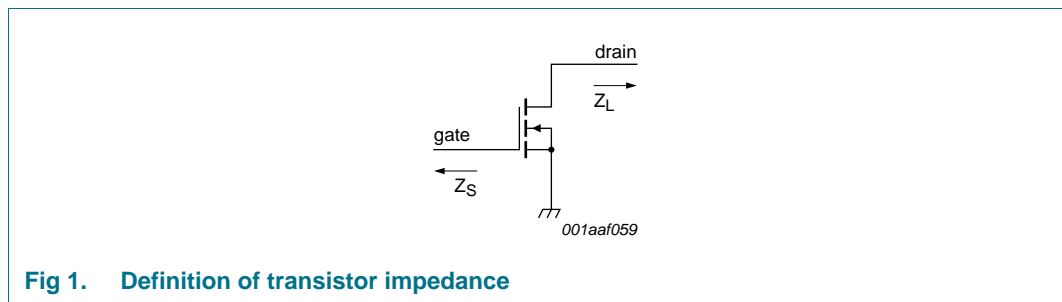 drain
Z_L
gate
Z_S
001aaf059
Fig 1. Definition of transistor impedance